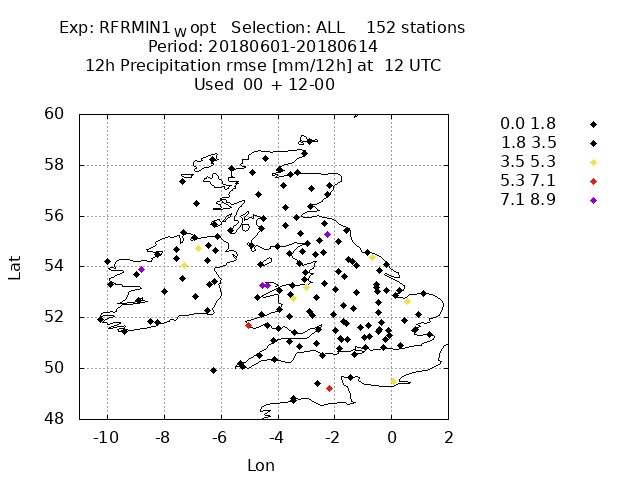 Exp: RFRMIN1wopt Selection: ALL 152 stations
Period: 20180601-20180614
12h Precipitation rmse [mm/12h] at 12 UTC
Used 00 + 12-00
0.0 1.8
1.8 3.5
3.5 5.3
5.3 7.1
7.1 8.9
60
58
56
54
52
50
48
Lat
-10 -8 -6 -4 -2 0 2
Lon